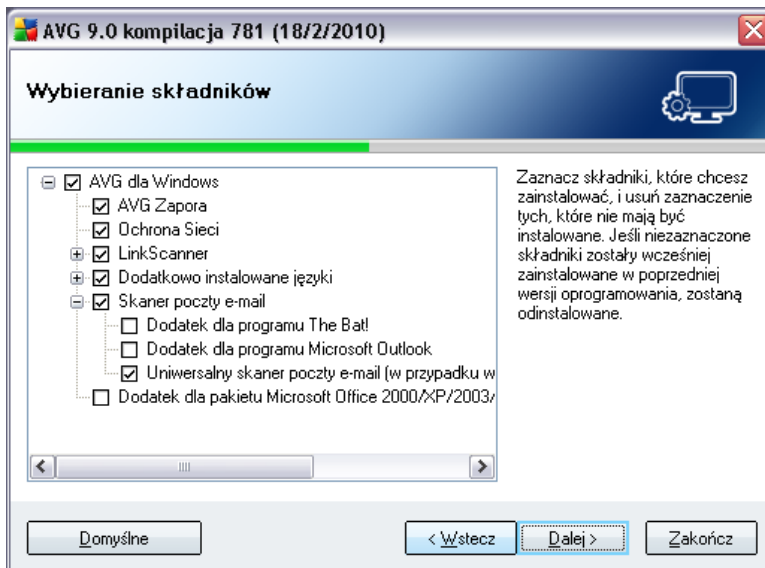 AVG 9.0 kompilacja 781 (18/2/2010)
Wybieranie składników
AVG dla Windows
AVG Zapora
Ochrona Sieci
LinkScanner
Dodatkowo instalowane języki
Skaner poczty e-mail
Dodatek dla programu The Bat!
Dodatek dla programu Microsoft Outlook
Uniwersalny skaner poczty e-mail (w przypadku w
Dodatek dla pakietu Microsoft Office 2000/XP/2003/
Zaznacz składniki, które chcesz
zainstalować, i usuń zaznaczenie
tych, które nie mają być
instalowane. Jeśli niezaznaczone
składniki zostały wcześniej
zainstalowane w poprzedniej
wersji oprogramowania, zostaną
odinstalowane.
Domyślne
< Wstecz
Dalej >
Zakończ